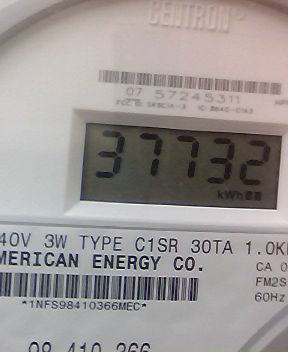 CENTRON
07 57245311
37732
kWh
40V 3W TYPE C1SR 30TA 1.0K
MERICAN ENERGY CO.
CA 0
FM2S
60Hz
*1NFS98410366MEC*
98 410 366